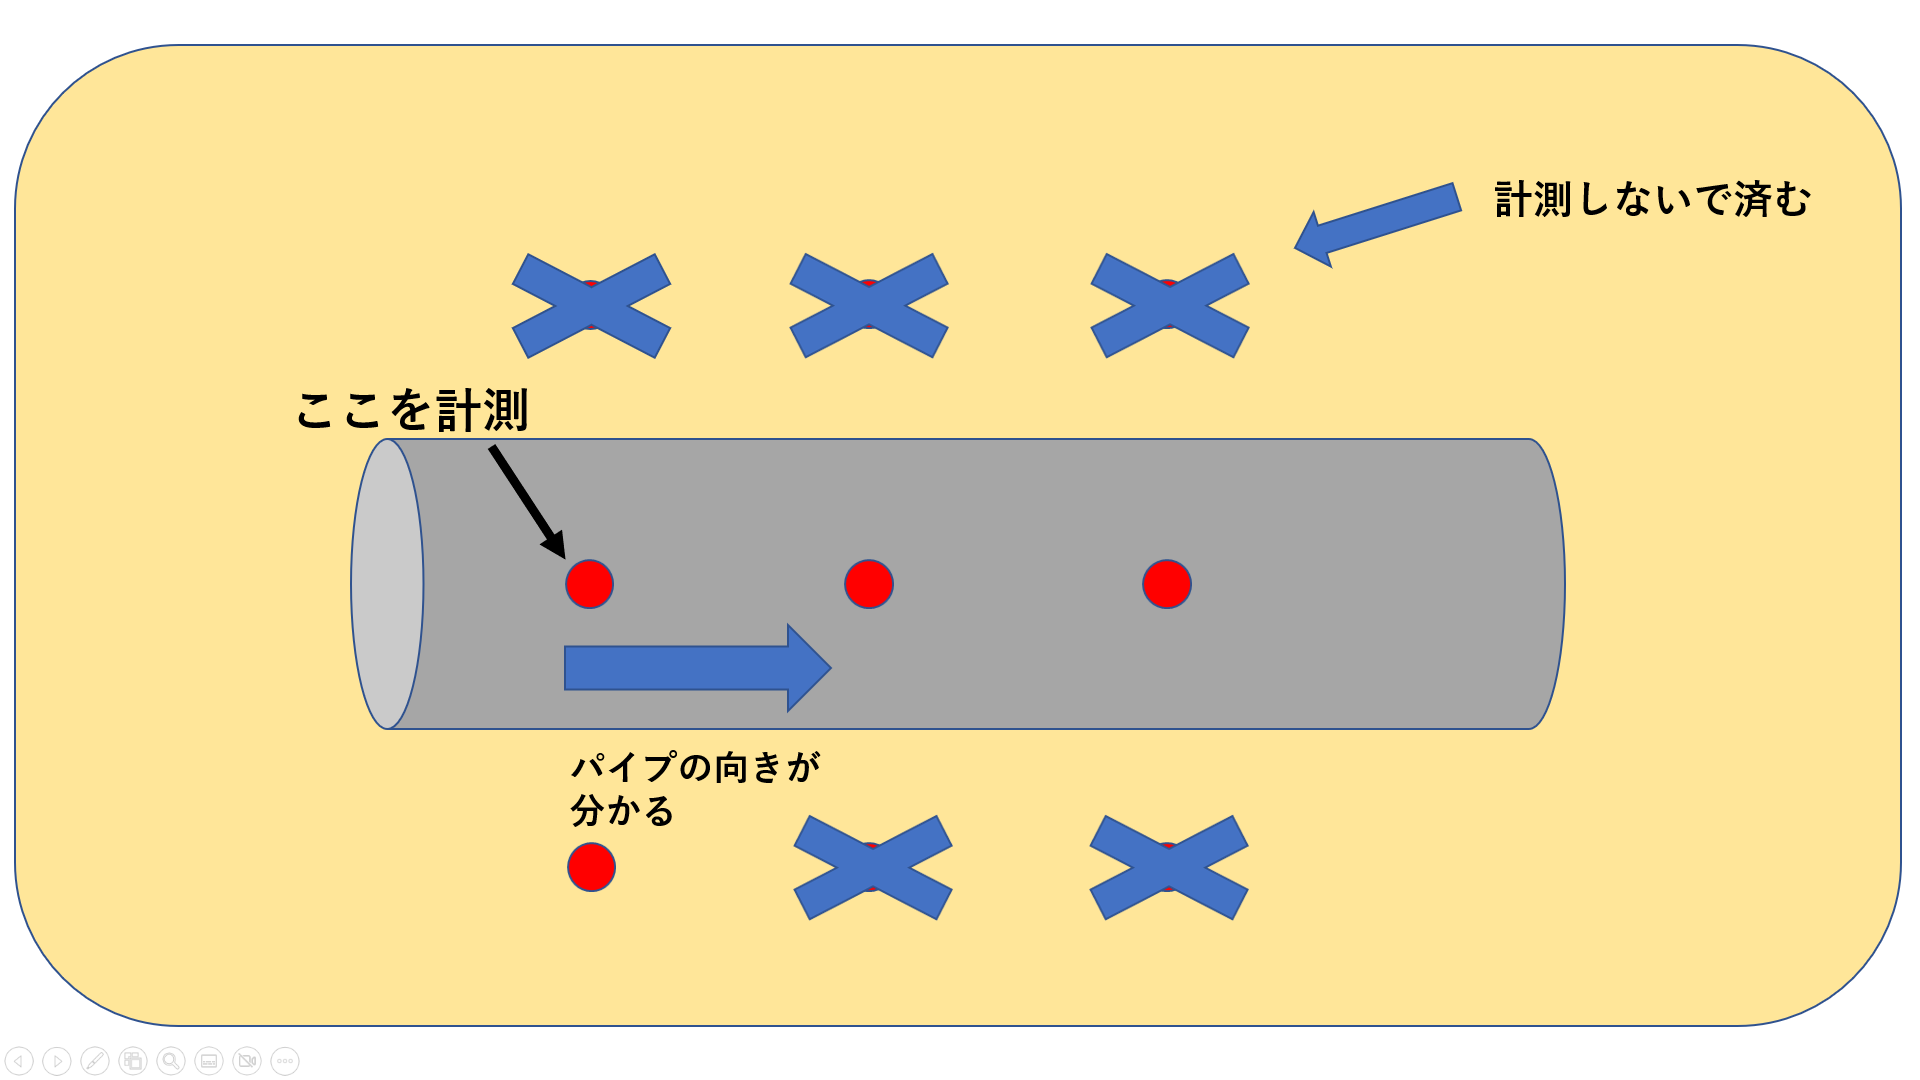 計測しないで済む
ここを計測
パイプの向きが
分かる